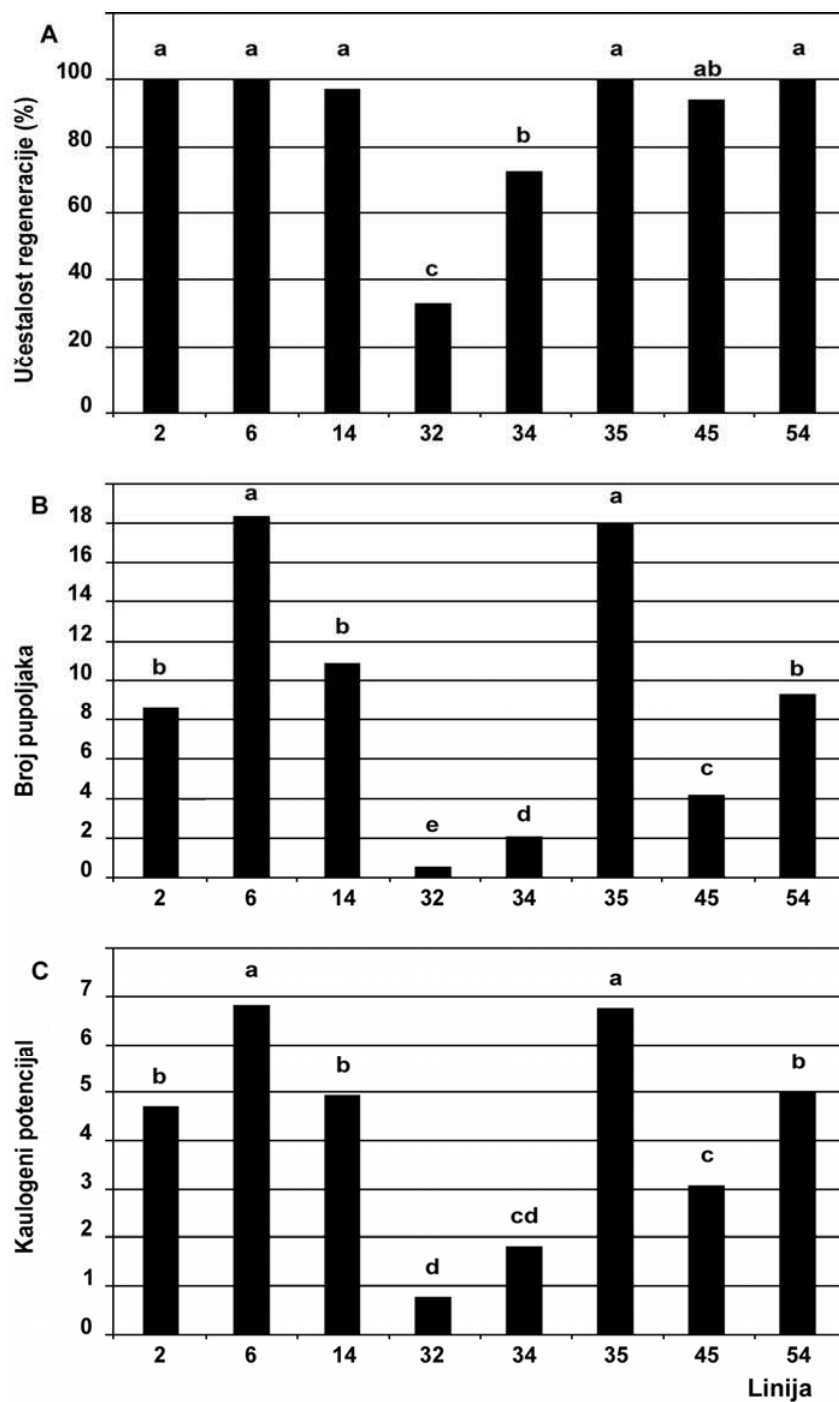 A
Učestalost regeneracije (%)
a a a a ab a
b
c
100
80
60
40
20
0
2 6 14 32 34 35 45 54
B
Broj pupoljaka
a a
b b b
c
e d
18
16
14
12
10
8
6
4
2
0
2 6 14 32 34 35 45 54
C
Kaulogeni potencijal
a a
b b b
c
d cd
7
6
5
4
3
2
1
0
2 6 14 32 34 35 45 54
Linija